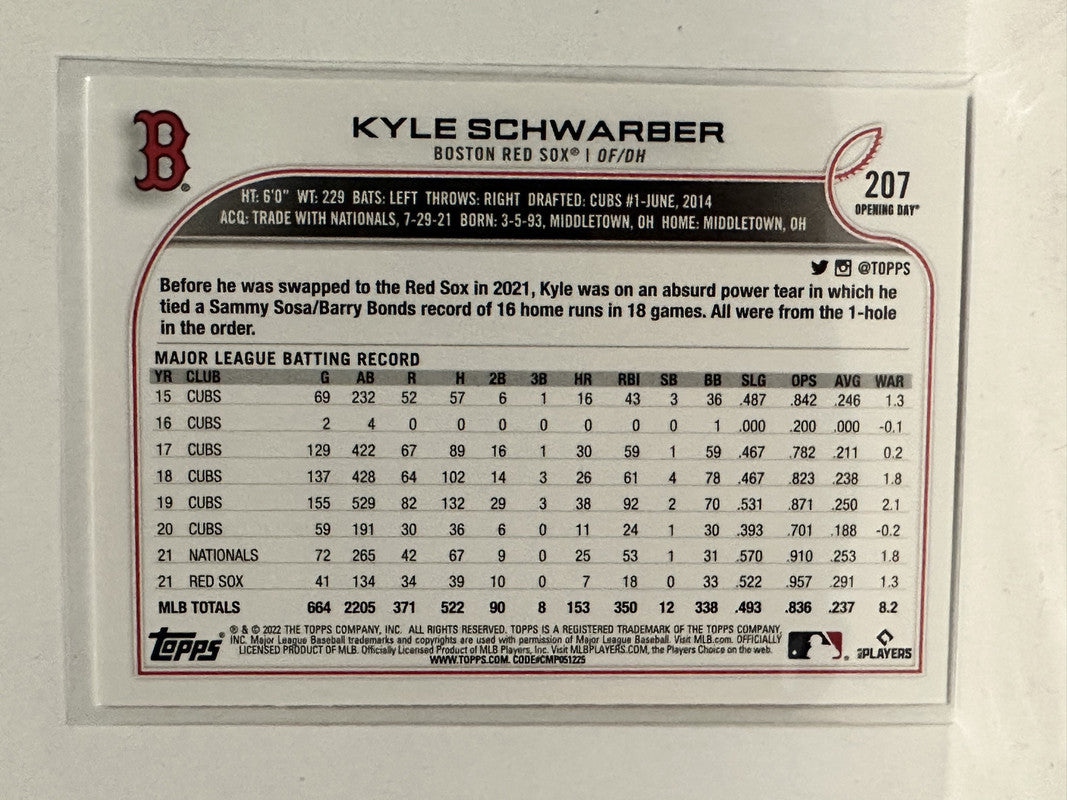 B
KYLE SCHWARBER
BOSTON RED SOX® | OF/DH
207
OPENING DAY®
HT: 6'0" WT: 229 BATS: LEFT THROWS: RIGHT DRAFTED: CUBS #1-JUNE, 2014
ACQ: TRADE WITH NATIONALS, 7-29-21 BORN: 3-5-93, MIDDLETOWN, OH HOME: MIDDLETOWN, OH
@TOPPS
Before he was swapped to the Red Sox in 2021, Kyle was on an absurd power tear in which he
tied a Sammy Sosa/Barry Bonds record of 16 home runs in 18 games. All were from the 1-hole
in the order.
MAJOR LEAGUE BATTING RECORD
YR CLUB G AB R H 2B 3B HR RBI SB BB SLG OPS AVG WAR
15 CUBS 69 232 52 57 6 1 16 43 3 36 .487 .842 .246 1.3
16 CUBS 2 4 0 0 0 0 0 0 0 1 .000 .200 .000 -0.1
17 CUBS 129 422 67 89 16 1 30 59 1 59 .467 .782 .211 0.2
18 CUBS 137 428 64 102 14 3 26 61 4 78 .467 .823 .238 1.8
19 CUBS 155 529 82 132 29 3 38 92 2 70 .531 .871 .250 2.1
20 CUBS 59 191 30 36 6 0 11 24 1 30 .393 .701 .188 -0.2
21 NATIONALS 72 265 42 67 9 0 25 53 1 31 .570 .910 .253 1.8
21 RED SOX 41 134 34 39 10 0 7 18 0 33 .522 .957 .291 1.3
MLB TOTALS 664 2205 371 522 90 8 153 350 12 338 .493 .836 .237 8.2
Topps®
® & © 2022 THE TOPPS COMPANY, INC. ALL RIGHTS RESERVED. TOPPS IS A REGISTERED TRADEMARK OF THE TOPPS COMPANY,
INC. Major League Baseball trademarks and copyrights are used with permission of Major League Baseball. Visit MLB.com. OFFICIALLY
LICENSED PRODUCT OF MLB. Officially Licensed Product of MLB Players, Inc. Visit MLBPLAYERS.COM, the Players Choice on the web.
WWW.TOPPS.COM. CODE#CMP051225
PLAYERS